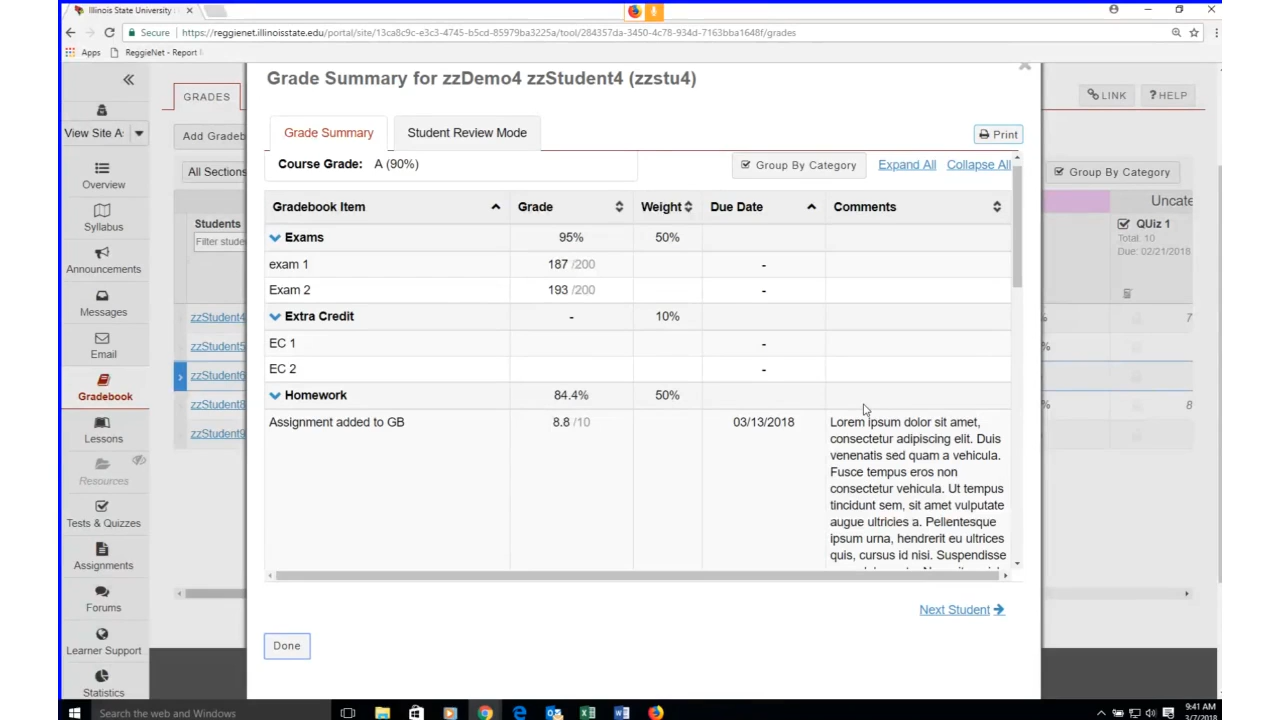 Illinois State University
Secure
https://reggienet.illinoisstate.edu/portal/site/13ca8c9c-e3c3-4745-b5cd-85979ba3225a/tool/284357da-3450-4c78-934d-7163bba1648f/grades
Apps
ReggieNet - Report
Grade Summary for zzDemo4 zzStudent4 (zzstu4)
GRADES
LINK
HELP
View Site A
Grade Summary
Student Review Mode
Print
Add Gradeb
Course Grade: A (90%)
Group By Category
Expand All
Collapse All
All Sections
Group By Category
Overview
Gradebook Item
Grade
Weight
Due Date
Comments
Uncate
Syllabus
Students
Filter stude
QUiz 1
Total: 10
Due: 02/21/2018
Exams 95% 50%
Announcements
exam 1 187 /200 -
Exam 2 193 /200 -
Messages
zzStudent4
Extra Credit - 10%
7
EC 1 -
zzStudent5
%
Email
EC 2 -
zzStudent6
Gradebook
Homework 84.4% 50%
zzStudent8
% 8
Assignment added to GB 8.8 /10 03/13/2018
Lorem ipsum dolor sit amet,
consectetur adipiscing elit. Duis
venenatis sed quam a vehicula.
Fusce tempus eros non
consectetur vehicula. Ut tempus
tincidunt sem, sit amet vulputate
augue ultricies a. Pellentesque
ipsum urna, hendrerit eu ultrices
quis, cursus id nisi. Suspendisse
zzStudent9
Lessons
Resources
Tests & Quizzes
Assignments
Forums
Learner Support
Statistics
Next Student
Done
Search the web and Windows
9:41 AM
3/7/2018